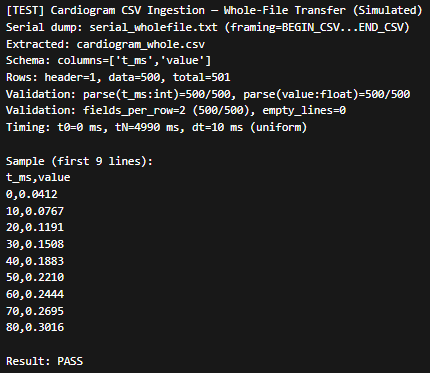 [TEST] Cardiogram CSV Ingestion – Whole-File Transfer (Simulated)
Serial dump: serial_wholefile.txt (framing=BEGIN_CSV...END_CSV)
Extracted: cardiogram_whole.csv
Schema: columns=['t_ms','value']
Rows: header=1, data=500, total=501
Validation: parse(t_ms:int)=500/500, parse(value:float)=500/500
Validation: fields_per_row=2 (500/500), empty_lines=0
Timing: t0=0 ms, tN=4990 ms, dt=10 ms (uniform)
Sample (first 9 lines):
t_ms,value
0,0.0412
10,0.0767
20,0.1191
30,0.1508
40,0.1883
50,0.2210
60,0.2444
70,0.2695
80,0.3016
Result: PASS